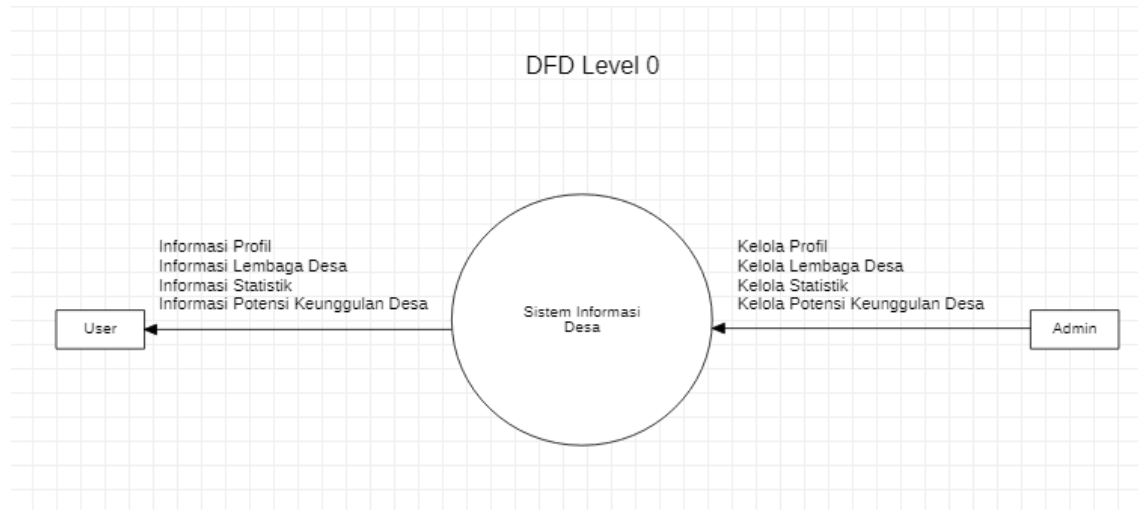 DFD Level 0
Informasi Profil
Informasi Lembaga Desa
Informasi Statistik
Informasi Potensi Keunggulan Desa
User
Sistem Informasi
Desa
Kelola Profil
Kelola Lembaga Desa
Kelola Statistik
Kelola Potensi Keunggulan Desa
Admin